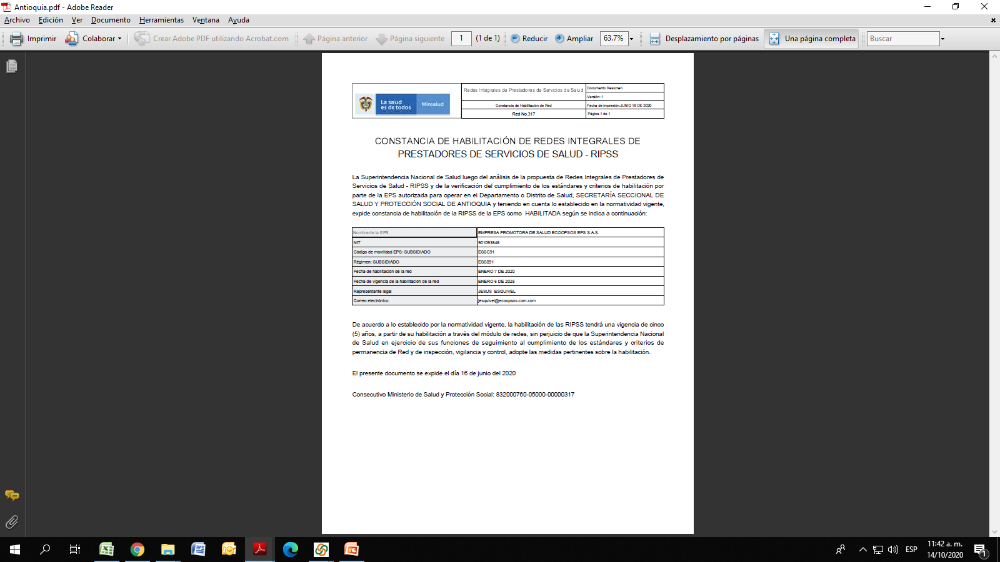 Antioquia.pdf - Adobe Reader
Archivo Edición Ver Documento Herramientas Ventana Ayuda
Imprimir Colaborar Crear Adobe PDF utilizando Acrobat.com Página anterior Página siguiente 1 (1 de 1) Reducir Ampliar 63.7% Desplazamiento por páginas Una página completa Buscar
La salud
es de todos
Minsalud
Redes Integrales de Prestadores de Servicios de Salud
Constancia de Habilitación de Red
Red No.317
Documento Resúmen
Versión: 1
Fecha de impresión:JUNIO 16 DE 2020
Página 1 de 1
CONSTANCIA DE HABILITACIÓN DE REDES INTEGRALES DE
PRESTADORES DE SERVICIOS DE SALUD - RIPSS
La Superintendencia Nacional de Salud luego del análisis de la propuesta de Redes Integrales de Prestadores de
Servicios de Salud - RIPSS y de la verificación del cumplimiento de los estándares y criterios de habilitación por
parte de la EPS autorizada para operar en el Departamento o Distrito de Salud, SECRETARÍA SECCIONAL DE
SALUD Y PROTECCIÓN SOCIAL DE ANTIOQUIA y teniendo en cuenta lo establecido en la normatividad vigente,
expide constancia de habilitación de la RIPSS de la EPS como HABILITADA según se indica a continuación:
Nombre de la EPS EMPRESA PROMOTORA DE SALUD ECOOPSOS EPS S.A.S.
NIT 901093846
Código de movilidad EPS: SUBSIDIADO ESSC91
Régimen: SUBSIDIADO ESS091
Fecha de habilitación de la red ENERO 7 DE 2020
Fecha de vigencia de la habilitación de la red ENERO 6 DE 2025
Representante legal JESUS ESQUIVEL
Correo electrónico: jesquivel@ecoopsos.com.com
De acuerdo a lo establecido por la normatividad vigente, la habilitación de las RIPSS tendrá una vigencia de cinco
(5) años, a partir de su habilitación a través del módulo de redes, sin perjuicio de que la Superintendencia Nacional
de Salud en ejercicio de sus funciones de seguimiento al cumplimiento de los estándares y criterios de
permanencia de Red y de inspección, vigilancia y control, adopte las medidas pertinentes sobre la habilitación.
El presente documento se expide el día 16 de junio del 2020
Consecutivo Ministerio de Salud y Protección Social: 832000760-05000-00000317
ESP
11:42 a. m.
14/10/2020
1